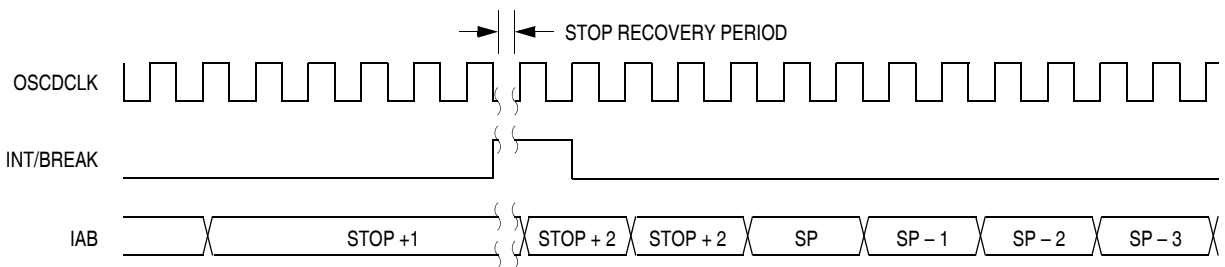 STOP RECOVERY PERIOD
OSCDCLK
INT/BREAK
IAB STOP +1 STOP + 2 STOP + 2 SP SP – 1 SP – 2 SP – 3